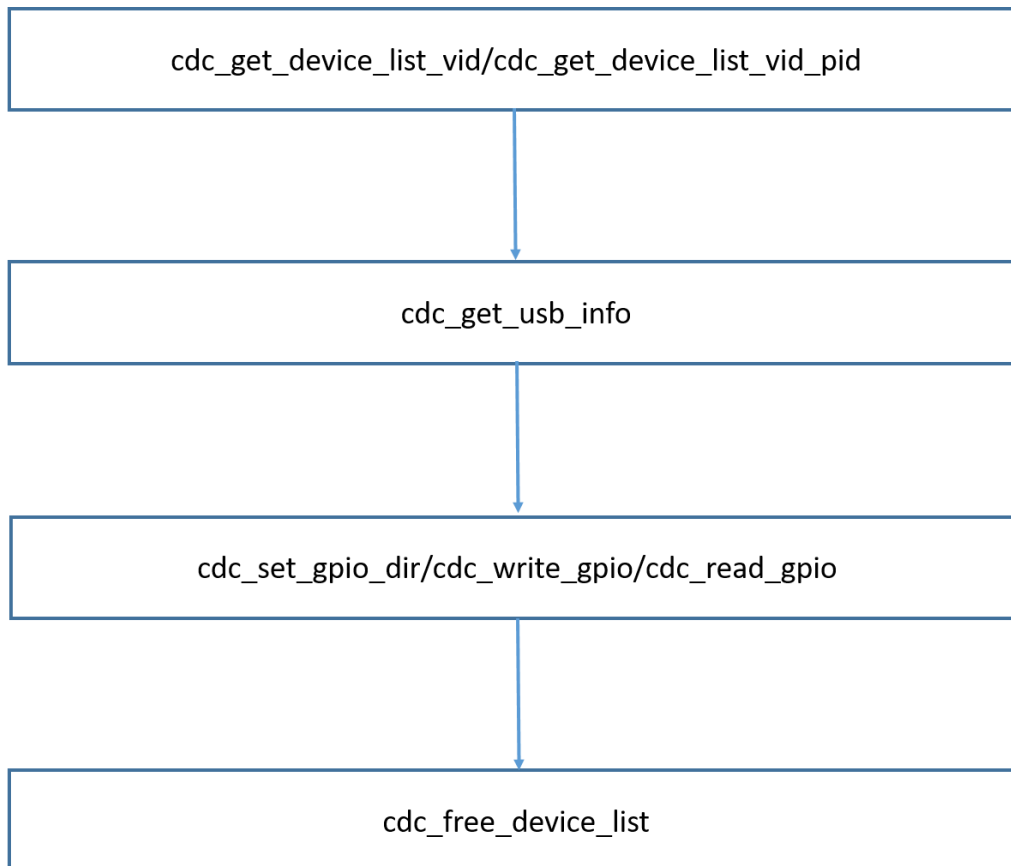 cdc_get_device_list_vid/cdc_get_device_list_vid_pid
cdc_get_usb_info
cdc_set_gpio_dir/cdc_write_gpio/cdc_read_gpio
cdc_free_device_list